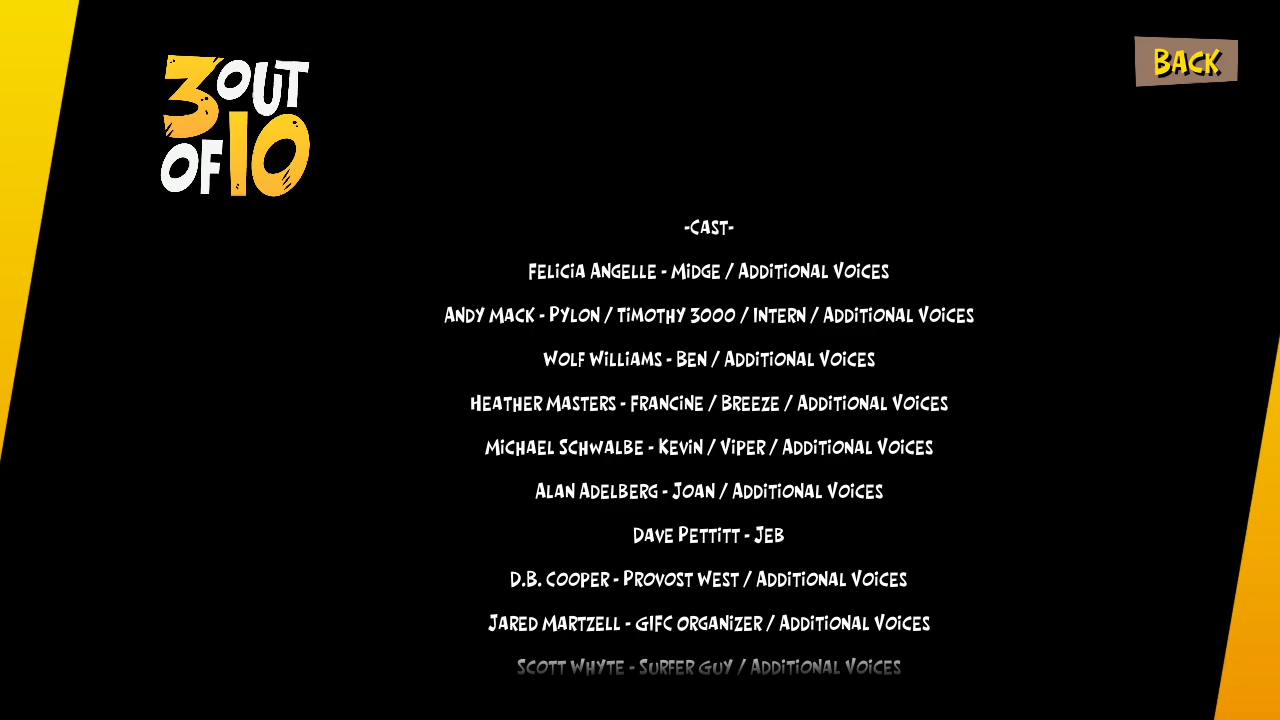 3 OUT
OF 10
BACK
-CAST-
FELICIA ANGELLE - MIDGE / ADDITIONAL VOICES
ANDY MACK - PYLON / TIMOTHY 3000 / INTERN / ADDITIONAL VOICES
WOLF WILLIAMS - BEN / ADDITIONAL VOICES
HEATHER MASTERS - FRANCINE / BREEZE / ADDITIONAL VOICES
MICHAEL SCHWALBE - KEVIN / VIPER / ADDITIONAL VOICES
ALAN ADELBERG - JOAN / ADDITIONAL VOICES
DAVE PETTITT - JEB
D.B. COOPER - PROVOST WEST / ADDITIONAL VOICES
JARED MARTZELL - GIFC ORGANIZER / ADDITIONAL VOICES
SCOTT WHYTE - SURFER GUY / ADDITIONAL VOICES